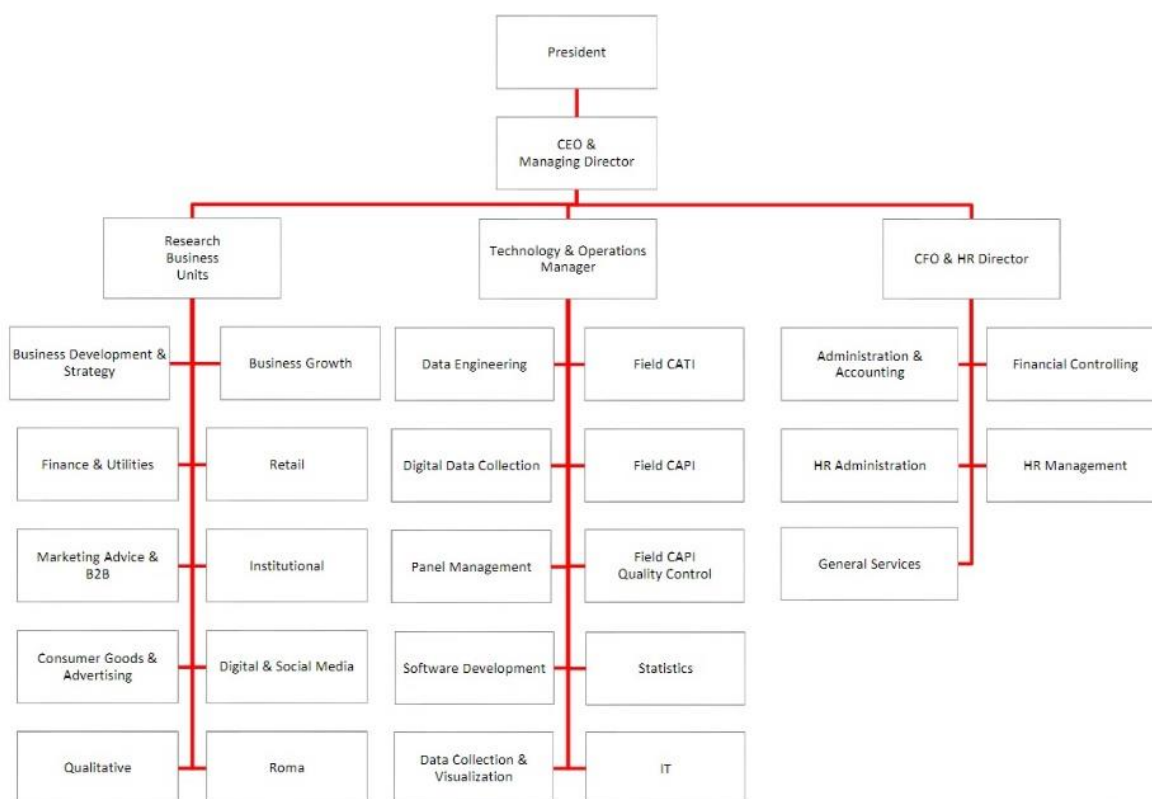 President
CEO &
Managing Director
Research
Business
Units
Technology & Operations
Manager
CFO & HR Director
Business Development &
Strategy
Business Growth
Data Engineering
Field CATI
Administration &
Accounting
Financial Controlling
Finance & Utilities
Retail
Digital Data Collection
Field CAPI
HR Administration
HR Management
Marketing Advice &
B2B
Institutional
Panel Management
Field CAPI
Quality Control
General Services
Consumer Goods &
Advertising
Digital & Social Media
Software Development
Statistics
Qualitative
Roma
Data Collection &
Visualization
IT